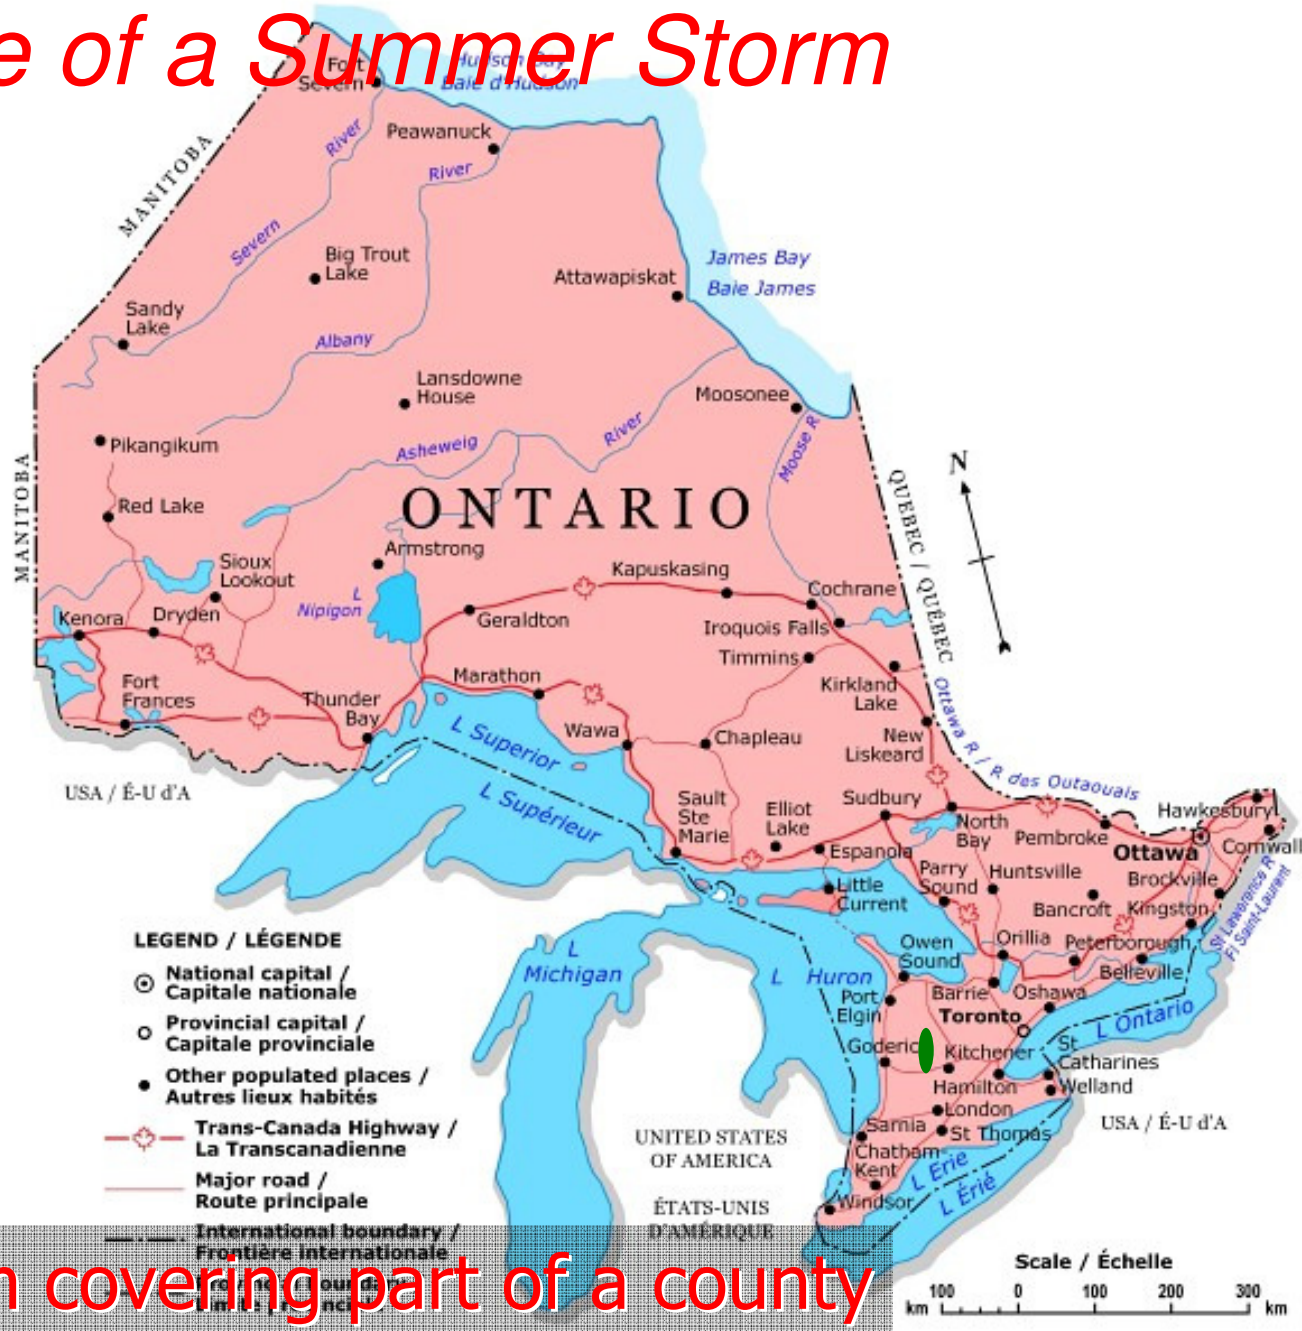 e of a Summer Storm
Hudson Bay
Baie d'Hudson
Fort
Severn
Peawanuck
River
River
MANITOBA
Severn
Big Trout
Lake
Attawapiskat
James Bay
Baie James
Sandy
Lake
Albany
Lansdowne
House
Moosonee
Pikangikum
Asheweig
River
Moose R
N
MANITOBA
Red Lake
ONTARIO
QUEBEC / QUÉBEC
Armstrong
Sioux
Lookout
Kapuskasing
Cochrane
L
Nipigon
Kenora
Dryden
Geraldton
Iroquois Falls
Timmins
Marathon
Kirkland
Lake
Fort
Frances
Thunder
Bay
Ottawa R / R des Outaouais
L Superior
Wawa
Chapleau
New
Liskeard
USA / É-U d'A
L Supérieur
Sault
Ste
Marie
Elliot
Lake
Sudbury
North
Bay
Pembroke
Hawkesbury
Ottawa
Cornwall
Espanola
Parry
Sound
Huntsville
Brockville
Little
Current
Bancroft
Kingston
St Lawerence R
Fl Saint-Laurent
LEGEND / LÉGENDE
National capital /
Capitale nationale
Provincial capital /
Capitale provinciale
Other populated places /
Autres lieux habités
Trans-Canada Highway /
La Transcanadienne
Major road /
Route principale
International boundary /
Frontière internationale
L
Michigan
L Huron
Owen
Sound
Orillia
Peterborough
Belleville
Port
Elgin
Barrie
Oshawa
Toronto
L Ontario
Goderic
Kitchener
St
Catharines
Hamilton
Welland
London
USA / É-U d'A
Sarnia
St Thomas
UNITED STATES
OF AMERICA
Chatham-
Kent
L Erie
L Érié
ÉTATS-UNIS
D'AMÉRIQUE
Windsor
Scale / Échelle
km 100 0 100 200 300 km
covering part of a county